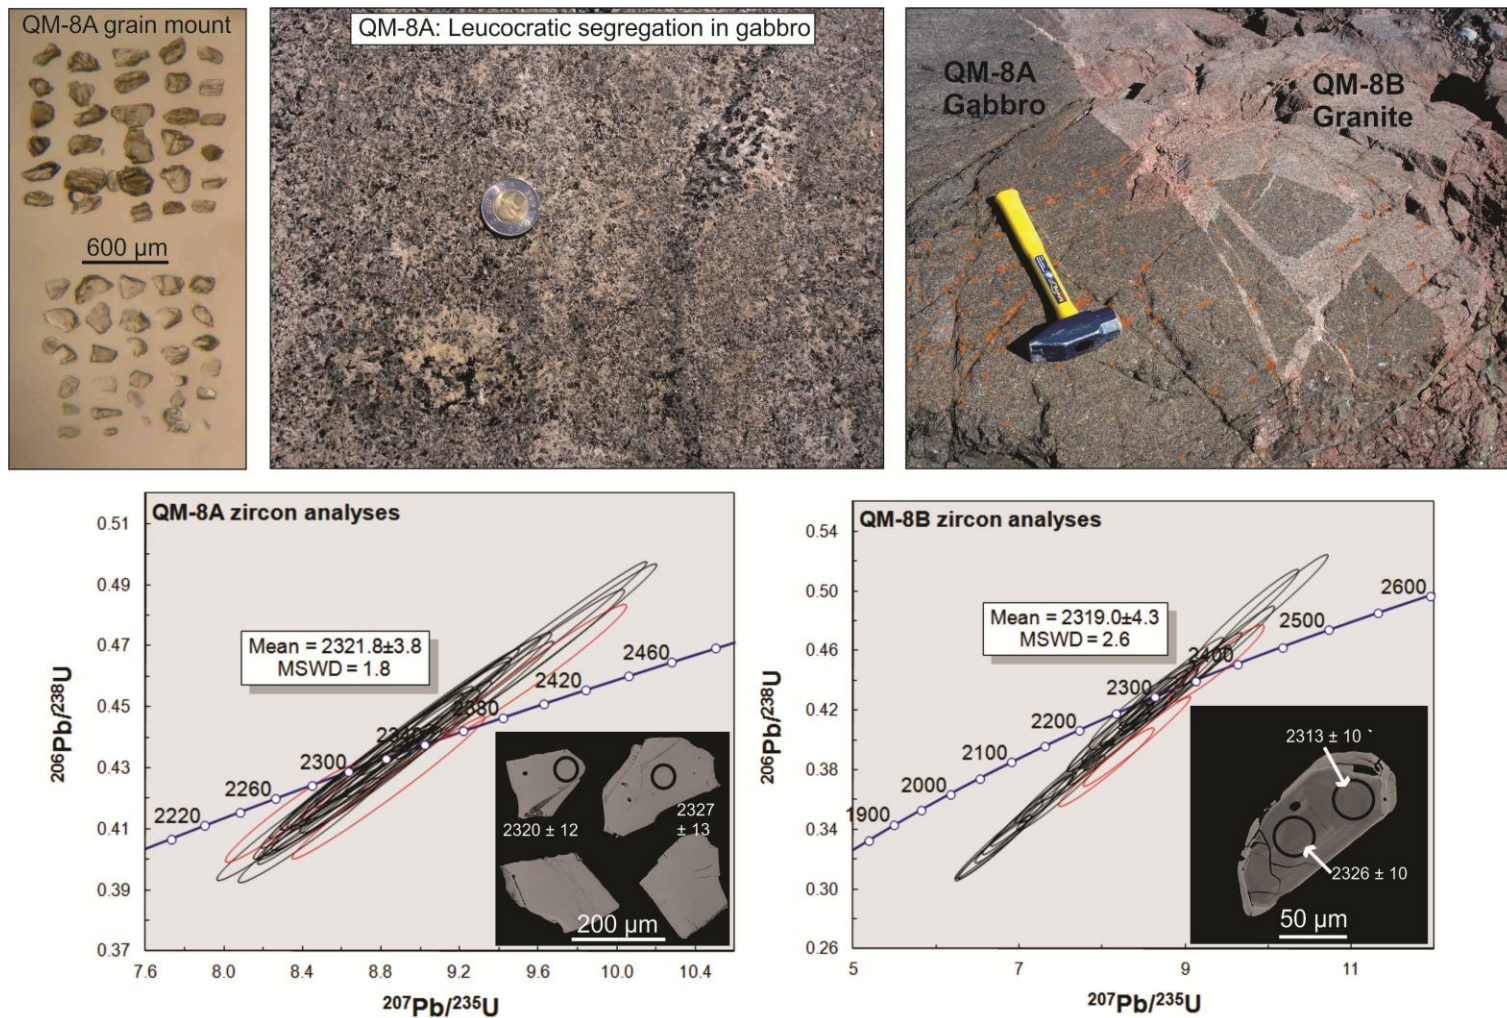 QM-8A grain mount
600 µm
QM-8A: Leucocratic segregation in gabbro
QM-8A
Gabbro
QM-8B
Granite
QM-8A zircon analyses
0.51
0.49
0.47
0.45
0.43
0.41
0.39
0.37
²⁰⁶Pb/²³⁸U
Mean = 2321.8±3.8
MSWD = 1.8
2220
2260
2300
2340
2380
2420
2460
2320 ± 12
2327
± 13
200 µm
7.6
8.0
8.4
8.8
9.2
9.6
10.0
10.4
²⁰⁷Pb/²³⁵U
QM-8B zircon analyses
0.54
0.50
0.46
0.42
0.38
0.34
0.30
0.26
²⁰⁶Pb/²³⁸U
Mean = 2319.0±4.3
MSWD = 2.6
1900
2000
2100
2200
2300
2400
2500
2600
2313 ± 10 `
2326 ± 10
50 µm
5
7
9
11
²⁰⁷Pb/²³⁵U